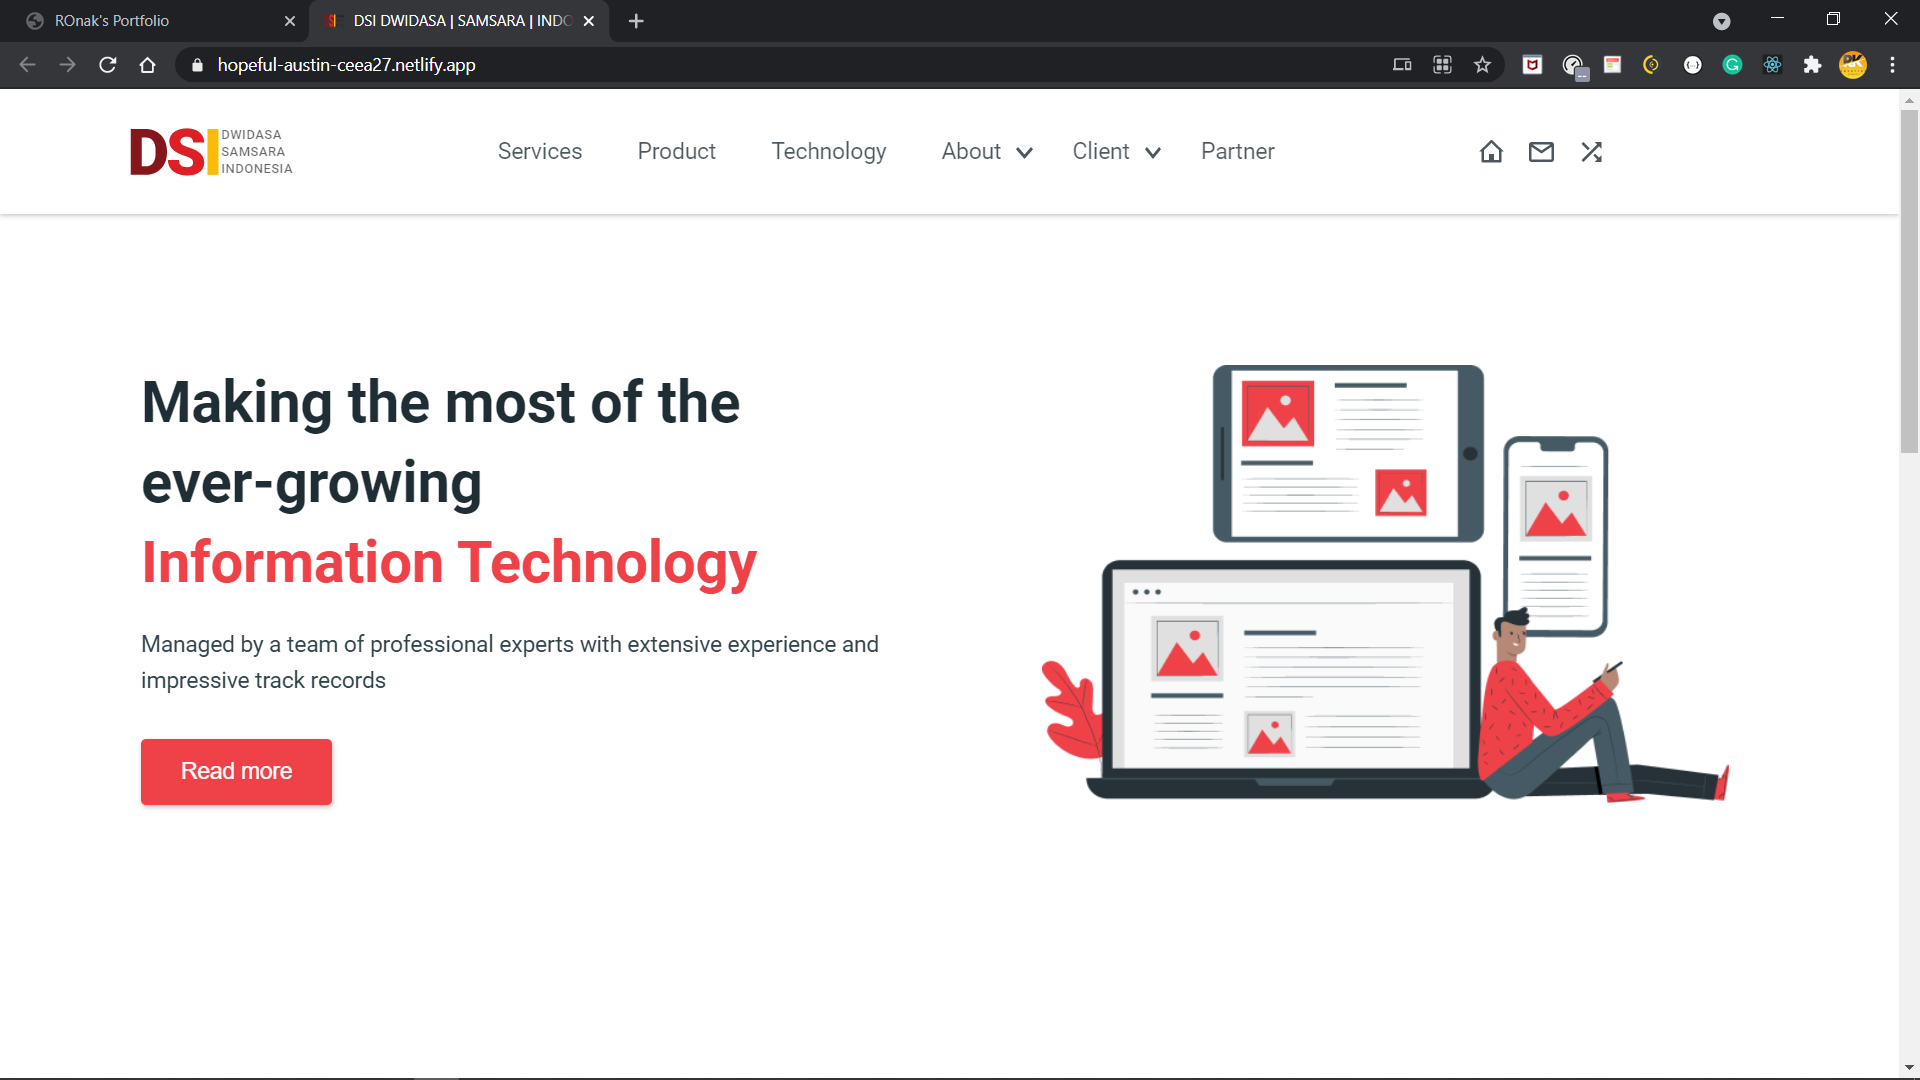 ROnak's Portfolio
DSI DWIDASA | SAMSARA | INDO
hopeful-austin-ceea27.netlify.app
DSI
DWIDASA
SAMSARA
INDONESIA
Services
Product
Technology
About
Client
Partner
Making the most of the
ever-growing
Information Technology
Managed by a team of professional experts with extensive experience and
impressive track records
Read more